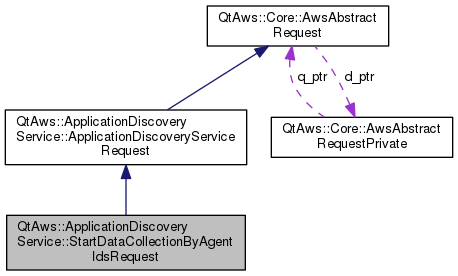 QtAws::Core::AwsAbstract
Request
q_ptr
d_ptr
QtAws::ApplicationDiscovery
Service::ApplicationDiscoveryService
Request
QtAws::Core::AwsAbstract
RequestPrivate
QtAws::ApplicationDiscovery
Service::StartDataCollectionByAgent
IdsRequest